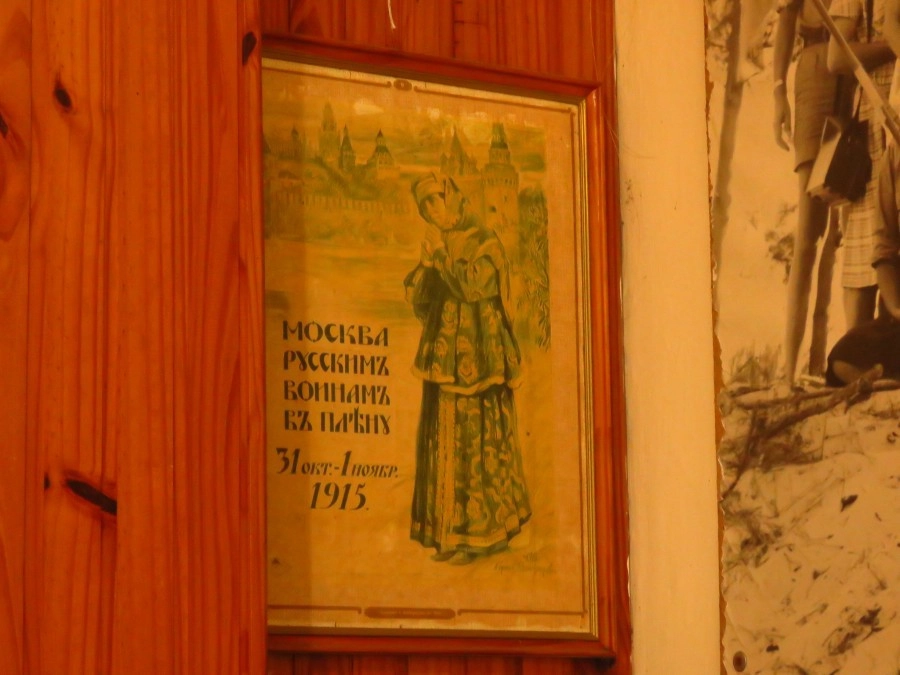 МОСКВА
РУССКИМЪ
ВОИНАМЪ
ВЪ ПЛѢНУ
31 ОКТ.-1 НОЯБР.
1915.